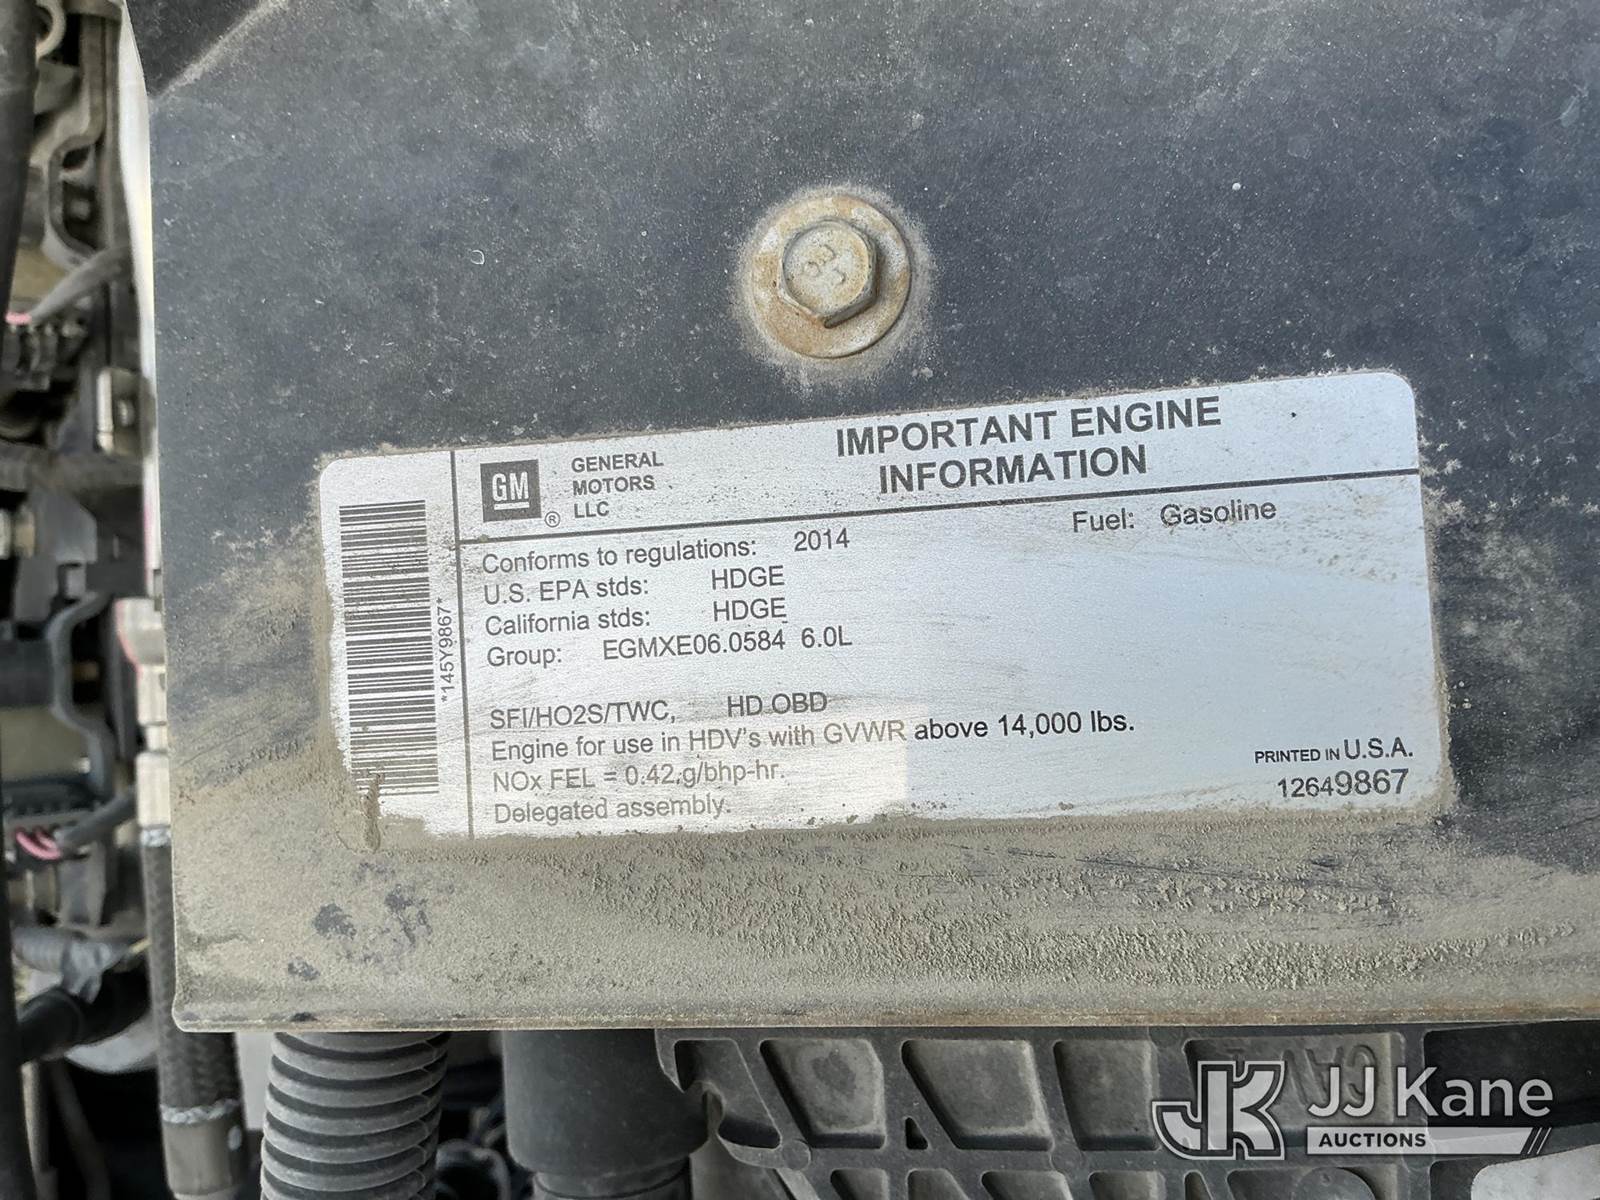 IMPORTANT ENGINE
INFORMATION
GM ®
GENERAL
MOTORS
LLC
Conforms to regulations: 2014
Fuel: Gasoline
U.S. EPA stds: HDGE
California stds: HDGE
Group: EGMXE06.0584 6.0L
SFI/HO2S/TWC, HD OBD
Engine for use in HDV's with GVWR above 14,000 lbs.
NOx FEL = 0.42 g/bhp-hr.
Delegated assembly.
PRINTED IN U.S.A.
12649867
*145Y9867*
JK JJ Kane
AUCTIONS